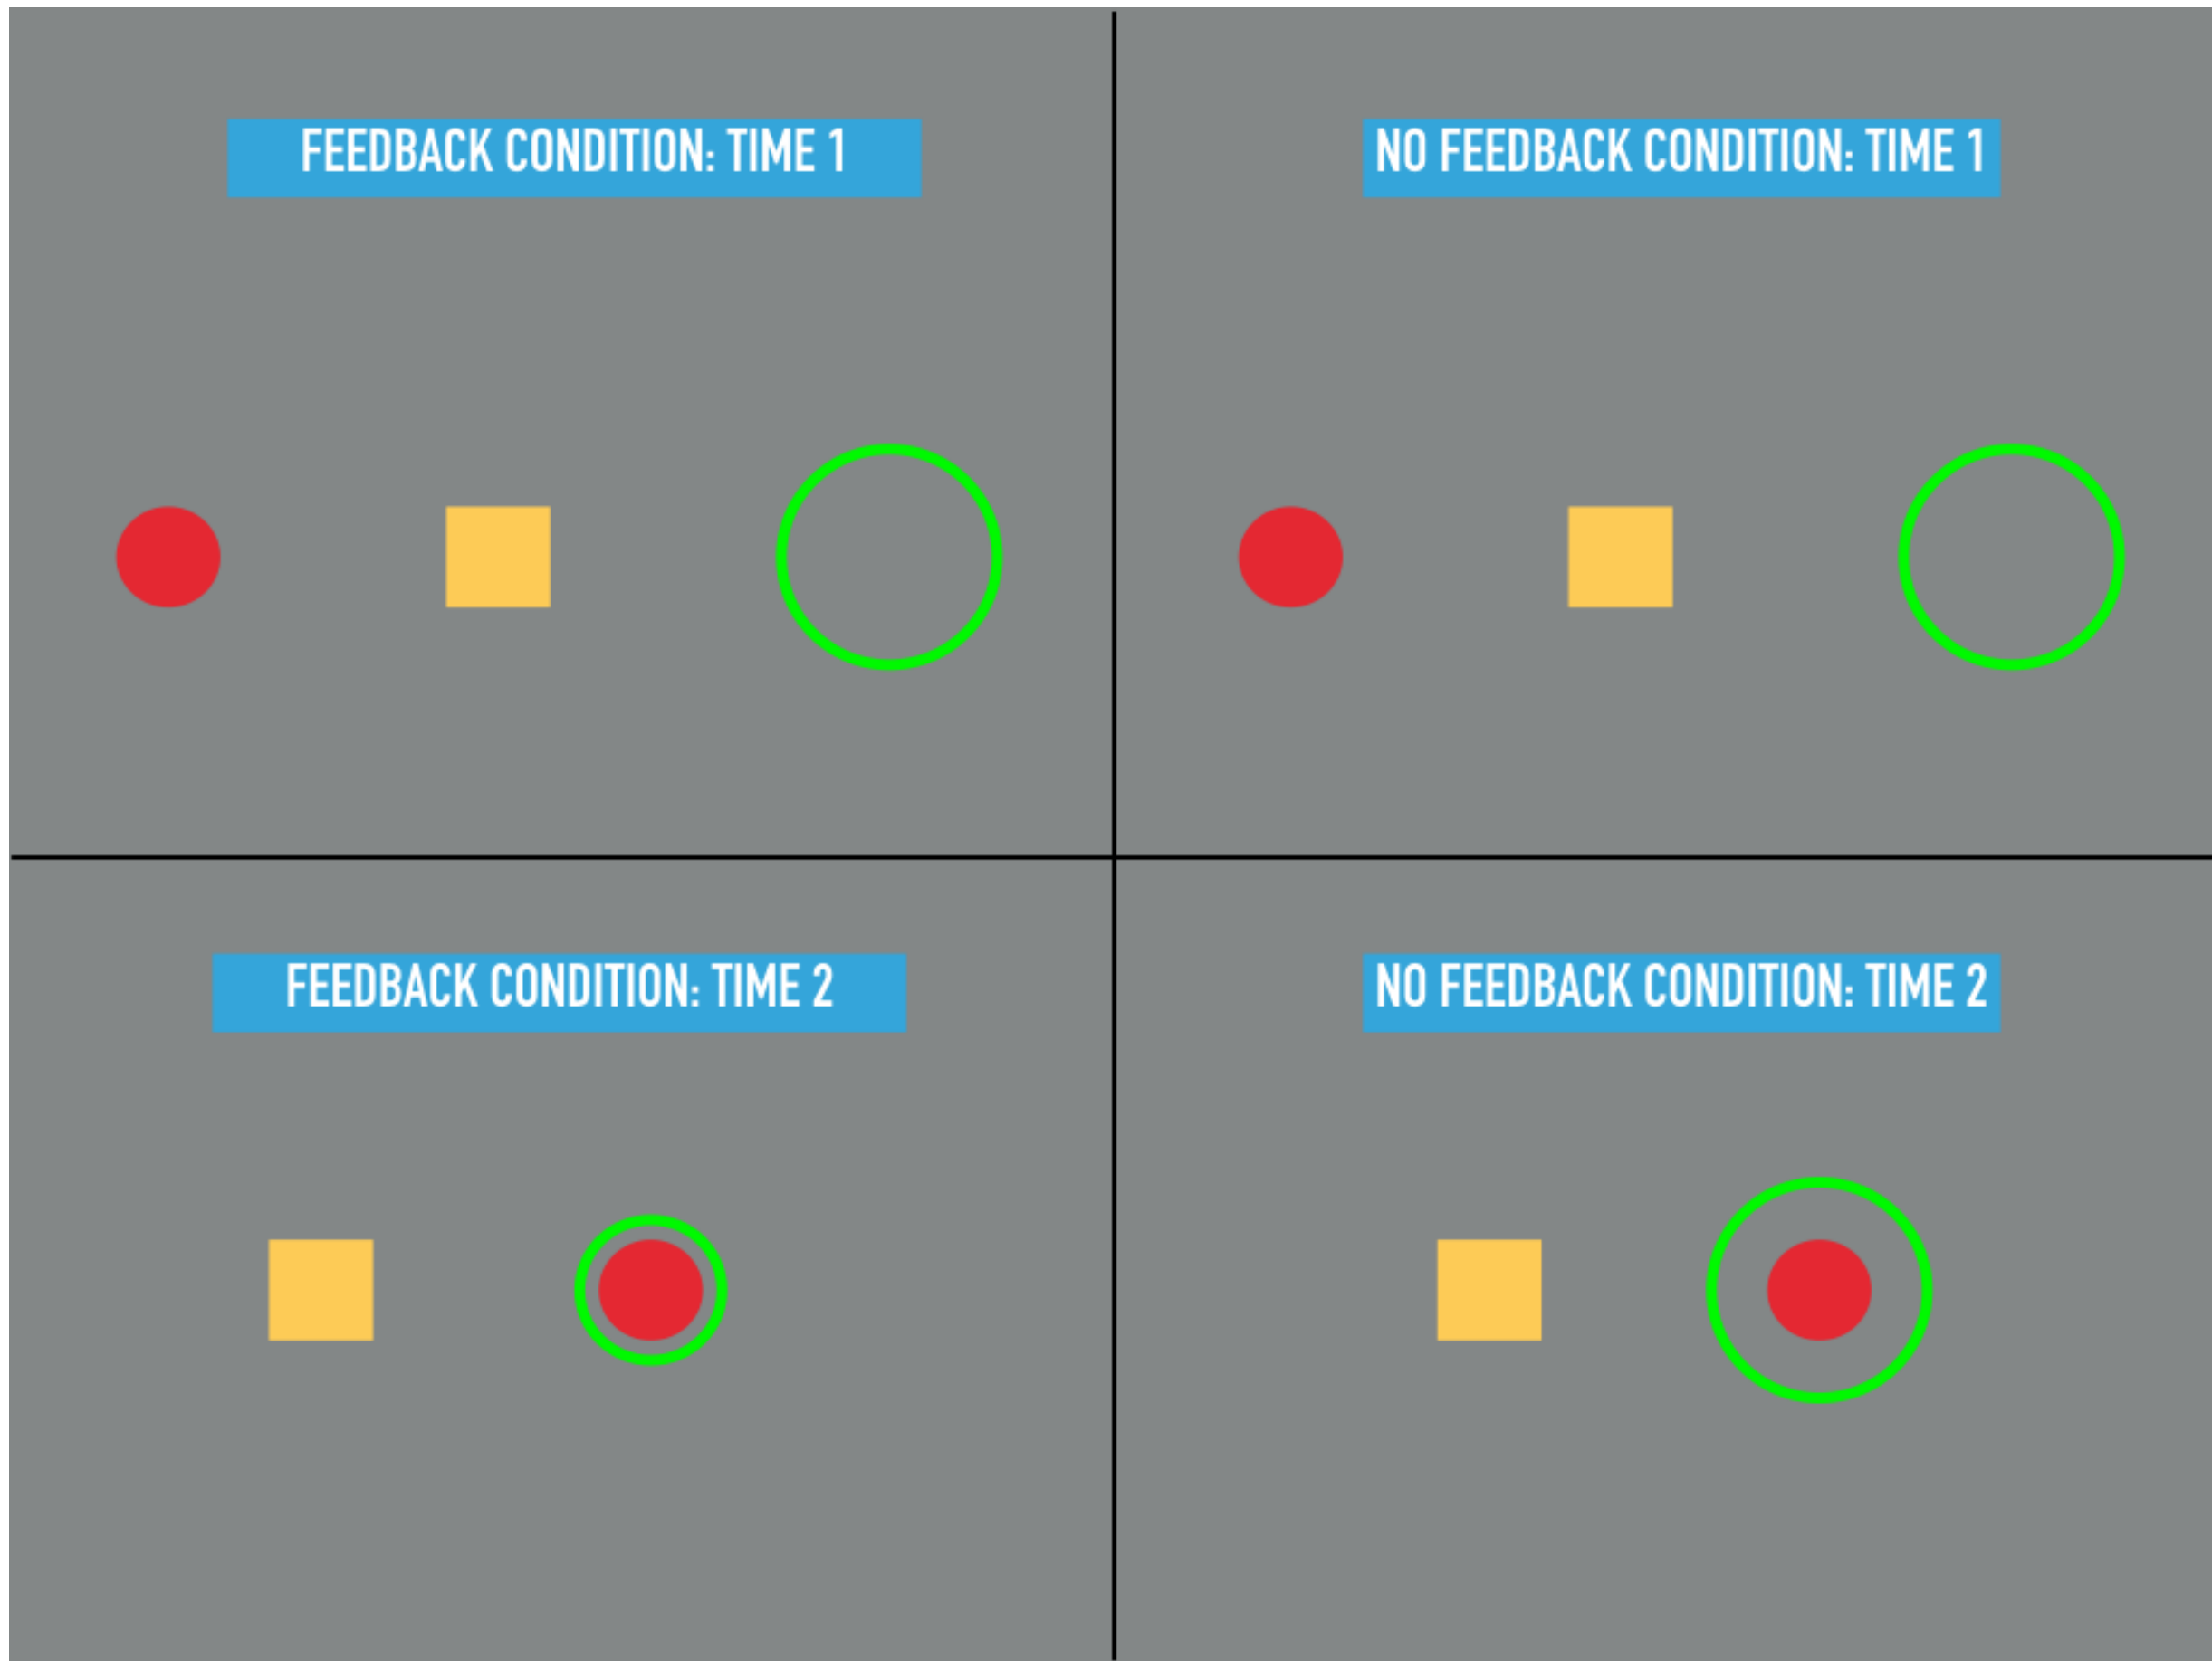 FEEDBACK CONDITION: TIME 1
NO FEEDBACK CONDITION: TIME 1
FEEDBACK CONDITION: TIME 2
NO FEEDBACK CONDITION: TIME 2